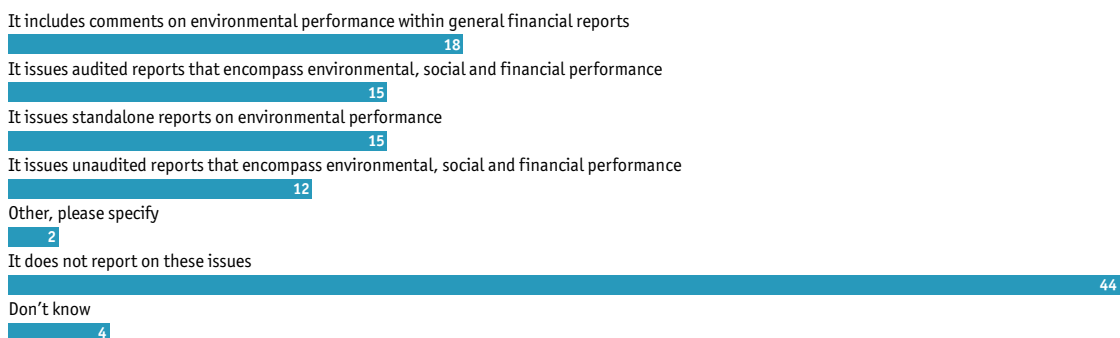 It includes comments on environmental performance within general financial reports
18
It issues audited reports that encompass environmental, social and financial performance
15
It issues standalone reports on environmental performance
15
It issues unaudited reports that encompass environmental, social and financial performance
12
Other, please specify
2
It does not report on these issues
44
Don't know
4